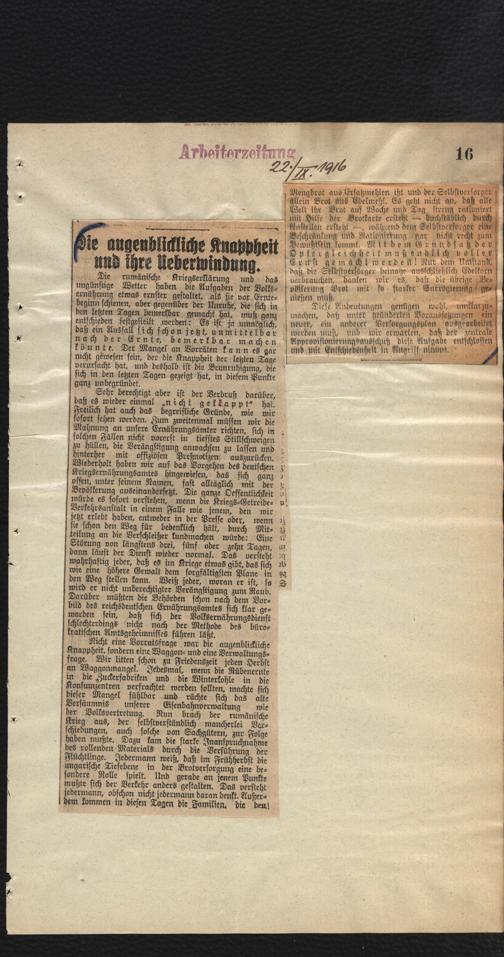 Arbeiterzeitung
22./IX. 1916
16
Die augenblickliche Knappheit
und ihre Ueberwindung.
Die rumänische Kriegserklärung und das
ungünstige Wetter haben die Aufgaben der Volks-
ernährung etwas ernster gestaltet, als sie vor Ernte-
beginn schienen, aber gegenüber der Unruhe, die sich in
den letzten Tagen bemerkbar gemacht hat, muß ganz
entschieden festgestellt werden: Es ist ja unmöglich,
daß ein Ausfall sich schon jetzt, unmittelbar
nach der Ernte, bemerkbar machen
könnte. Der Mangel an Vorräten kann es gar
nicht gewesen sein, der die Knappheit der letzten Tage
verursacht hat, und deshalb ist die Beunruhigung, die
sich in den letzten Tagen gezeigt hat, in diesem Punkte
ganz unbegründet.
Sehr berechtigt aber ist der Verdruß darüber,
daß es wieder einmal „nicht geklappt" hat.
Freilich hat auch das begreifliche Gründe, wie wir
sofort sehen werden. Zum zweitenmal müssen wir die
Mahnung an unsere Ernährungsämter richten, sich in
solchen Fällen nicht vorerst in tiefstes Stillschweigen
zu hüllen, die Verängstigung anwachsen zu lassen und
hinterher mit offiziösen Preßnotizen auszurücken.
Wiederholt haben wir auf das Vorgehen des deutschen
Kriegsernährungsamtes hingewiesen, das sich ganz
offen, unter seinem Namen, fast alltäglich mit der
Bevölkerung auseinandersetzt. Die ganze Oeffentlichkeit
würde es sofort verstehen, wenn die Kriegs-Getreide-
Verkehrsanstalt in einem Falle wie jenem, den wir
jetzt erlebt haben, entweder in der Presse oder, wenn
sie schon den Weg für bedenklich hält, durch Mit-
teilung an die Verschleißer kundmachen würde: Eine
Störung von längstens drei, fünf oder zehn Tagen,
dann läuft der Dienst wieder normal. Das versteht
wahrhaftig jeder, daß es im Kriege etwas gibt, das sich
wie eine höhere Gewalt dem sorgfältigsten Plane in
den Weg stellen kann. Weiß jeder, woran er ist, so
wird er nicht unberechtigter Verängstigung zum Raub.
Darüber müßten die Behörden schon nach dem Vor-
bild des reichsdeutschen Ernährungsamtes sich klar ge-
worden sein, daß sich der Volksernährungsdienst
schlechterdings nicht nach der Methode des büro-
kratischen Amtsgeheimnisses führen läßt.
Nicht eine Vorratsfrage war die augenblickliche
Knappheit, sondern eine Waggon- und eine Verwaltungs-
frage. Wir litten schon zu Friedenszeit jeden Herbst
an Waggonmangel. Jedesmal, wenn die Rübenernte
in die Zuckerfabriken und die Winterkohle in die
Konsumenten verfrachtet werden sollten, machte sich
dieser Mangel fühlbar und rächte sich das alte
Versäumnis unserer Eisenbahnverwaltung wie
der Volksvertretung. Nun brach der rumänische
Krieg aus, der selbstverständlich mancherlei Ver-
schiebungen, auch solche von Sachgütern, zur Folge
haben mußte. Dazu kam die starke Inanspruchnahme
des rollenden Materials durch die Verführung der
Flüchtlinge. Jedermann weiß, daß im Frühherbst die
ungarische Tiefebene in der Brotversorgung eine be-
sondere Rolle spielt. Und gerade an jenem Punkte
mußte sich der Verkehr anders gestalten. Das versteht
jedermann, obschon nicht jedermann daran denkt. Außer-
dem kommen in diesen Tagen die Familien, die den
Mengbrot aus Ersatzmehlen ißt und der Selbstversorger
allein Brot aus Edelmehl. Es geht nicht an, daß alle
Welt ihr Brot auf Woche und Tag streng rationiert
mit Hilfe der Brotkarte ersteht — buchstäblich durch
Anstellen ersteht —, während dem Selbstversorger eine
Beschränkung und Rationierung gar nicht recht zum
Bewußtsein kommt. Mit dem Grundsatz der
Opfergleichheit muß endlich voller
Ernst gemacht werden! Nur dem Umstand,
daß die Selbstversorger beinahe ausschließlich Edelkorn
verbrauchen, danken wir es, daß die übrige Be-
völkerung Brot mit so starker Surrogierung ge-
nießen muß.
Diese Andeutungen genügen wohl, um klarzu-
machen, daß unter geänderten Voraussetzungen ein
neuer, ein anderer Versorgungsplan ausgearbeitet
werden muß, und wir erwarten, daß der zentrale
Approvisionierungsausschuß diese Aufgabe entschlossen
und mit Entschiedenheit in Angriff nimmt.